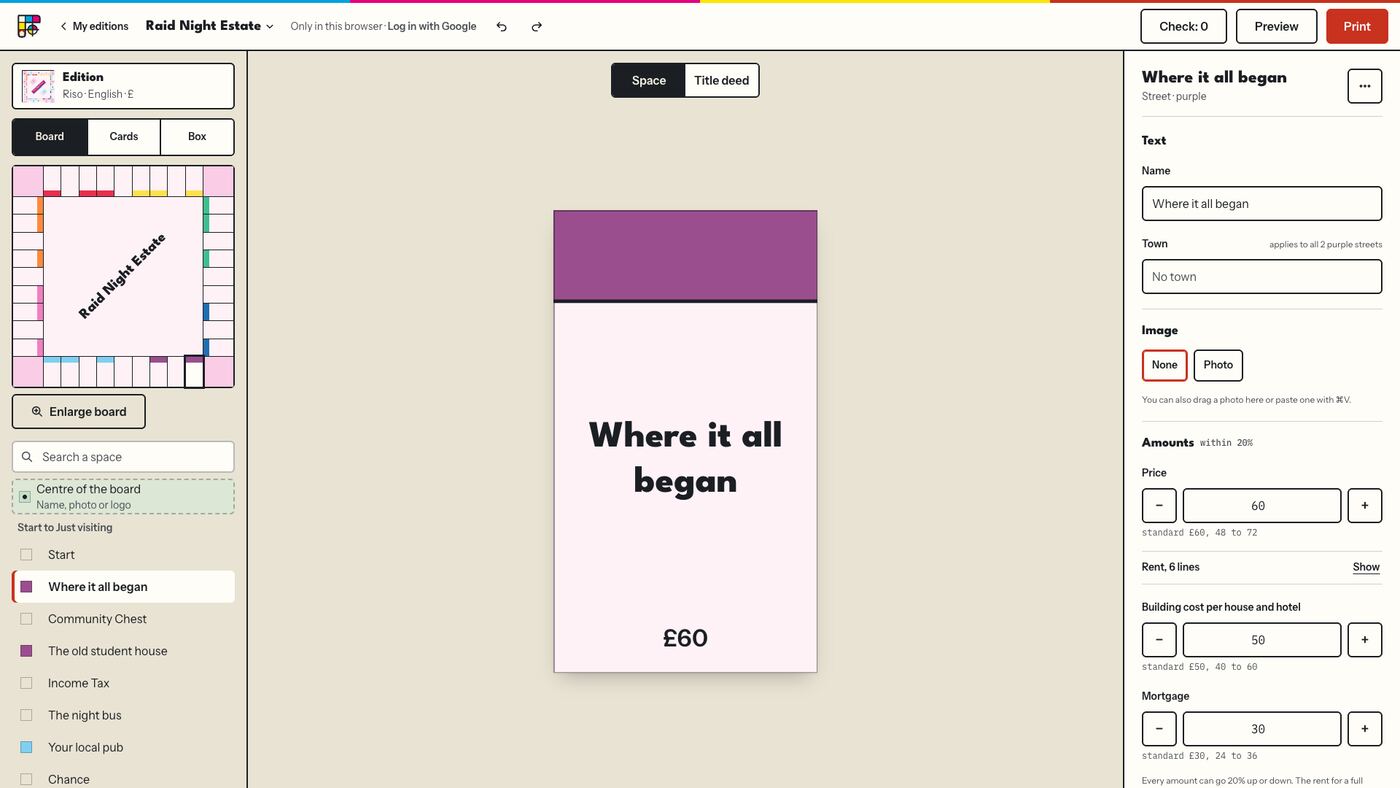 My editions
Raid Night Estate
Only in this browser · Log in with Google
Check: 0
Preview
Print
Edition
Riso · English · £
Board
Cards
Box
Raid Night Estate
Enlarge board
Search a space
Centre of the board
Name, photo or logo
Start to Just visiting
Start
Where it all began
Community Chest
The old student house
Income Tax
The night bus
Your local pub
Chance
Space
Title deed
Where it all
began
£60
Where it all began
Street · purple
Text
Name
Where it all began
Town
applies to all 2 purple streets
No town
Image
None
Photo
You can also drag a photo here or paste one with ⌘V.
Amounts within 20%
Price
− 60 +
standard £60, 48 to 72
Rent, 6 lines
Show
Building cost per house and hotel
− 50 +
standard £50, 40 to 60
Mortgage
− 30 +
standard £30, 24 to 36
Every amount can go 20% up or down. The rent for a full